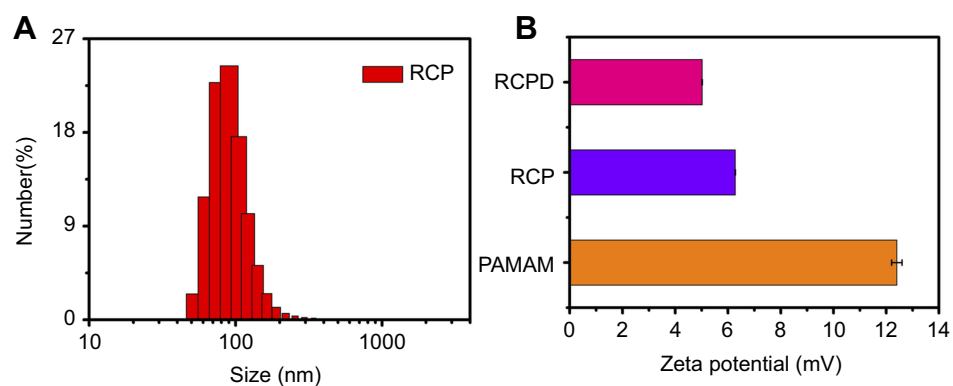 A
27
18
9
0
Number(%)
RCP
10
100
1000
Size (nm)
B
RCPD
RCP
PAMAM
0 2 4 6 8 10 12 14
Zeta potential (mV)